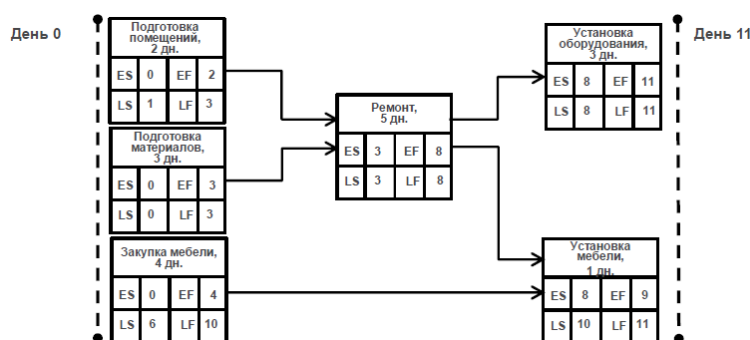 День 0
Подготовка
помещений,
2 дн.
ES 0 EF 2
LS 1 LF 3
Подготовка
материалов,
3 дн.
ES 0 EF 3
LS 0 LF 3
Закупка мебели,
4 дн.
ES 0 EF 4
LS 6 LF 10
Ремонт,
5 дн.
ES 3 EF 8
LS 3 LF 8
Установка
оборудования,
3 дн.
ES 8 EF 11
LS 8 LF 11
Установка
мебели,
1 дн.
ES 8 EF 9
LS 10 LF 11
День 11